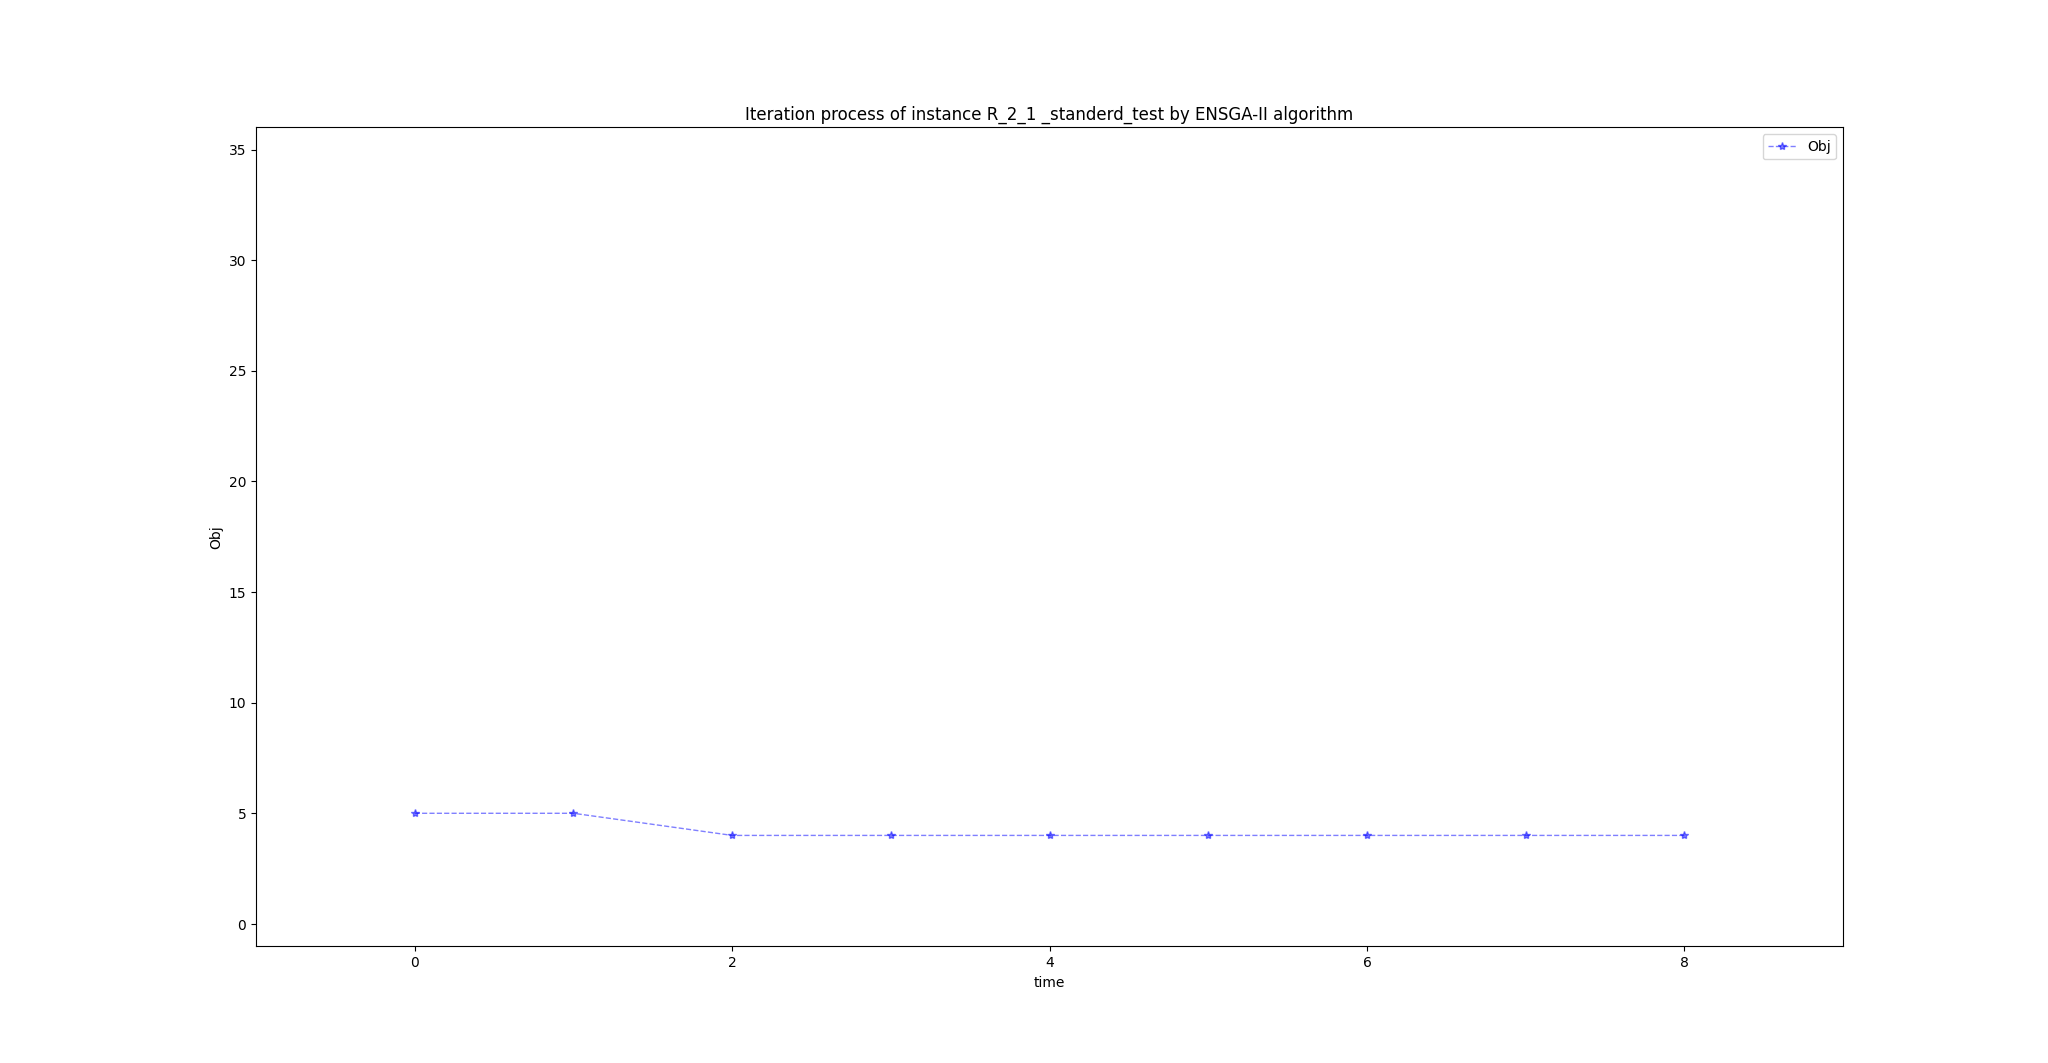 Iteration process of instance R_2_1 _standerd_test by ENSGA-II algorithm
Obj
35
30
25
20
15
10
5
0
Obj
0 2 4 6 8
time